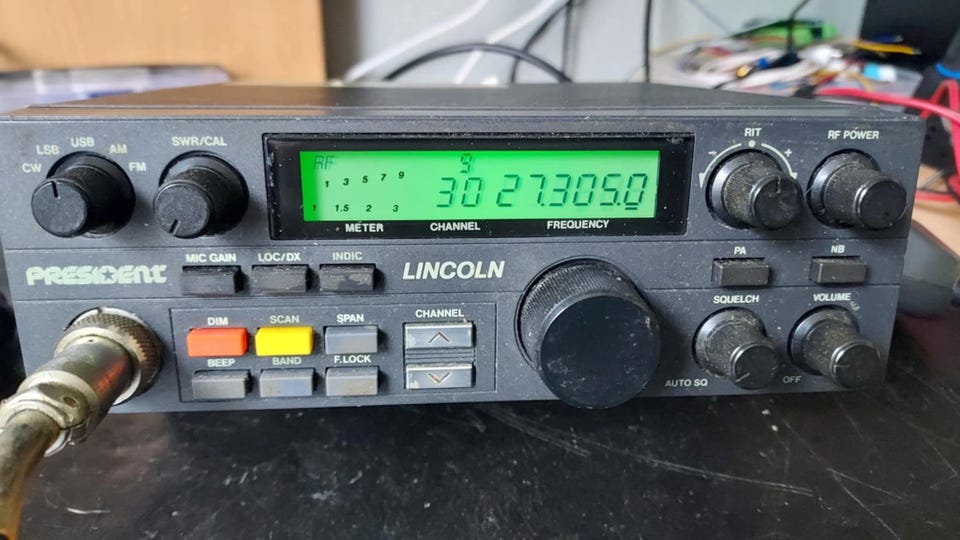 LSB USB AM
CW FM
SWR/CAL
RIT
- +
RF POWER
RF 9
1 3 5 7 9
30 27.305.0
1 1.5 2 3
METER CHANNEL FREQUENCY
PRESIDENT
MIC GAIN LOC/DX INDIC
LINCOLN
PA NB
DIM SCAN SPAN CHANNEL
SQUELCH VOLUME
BEEP BAND F.LOCK
AUTO SQ OFF